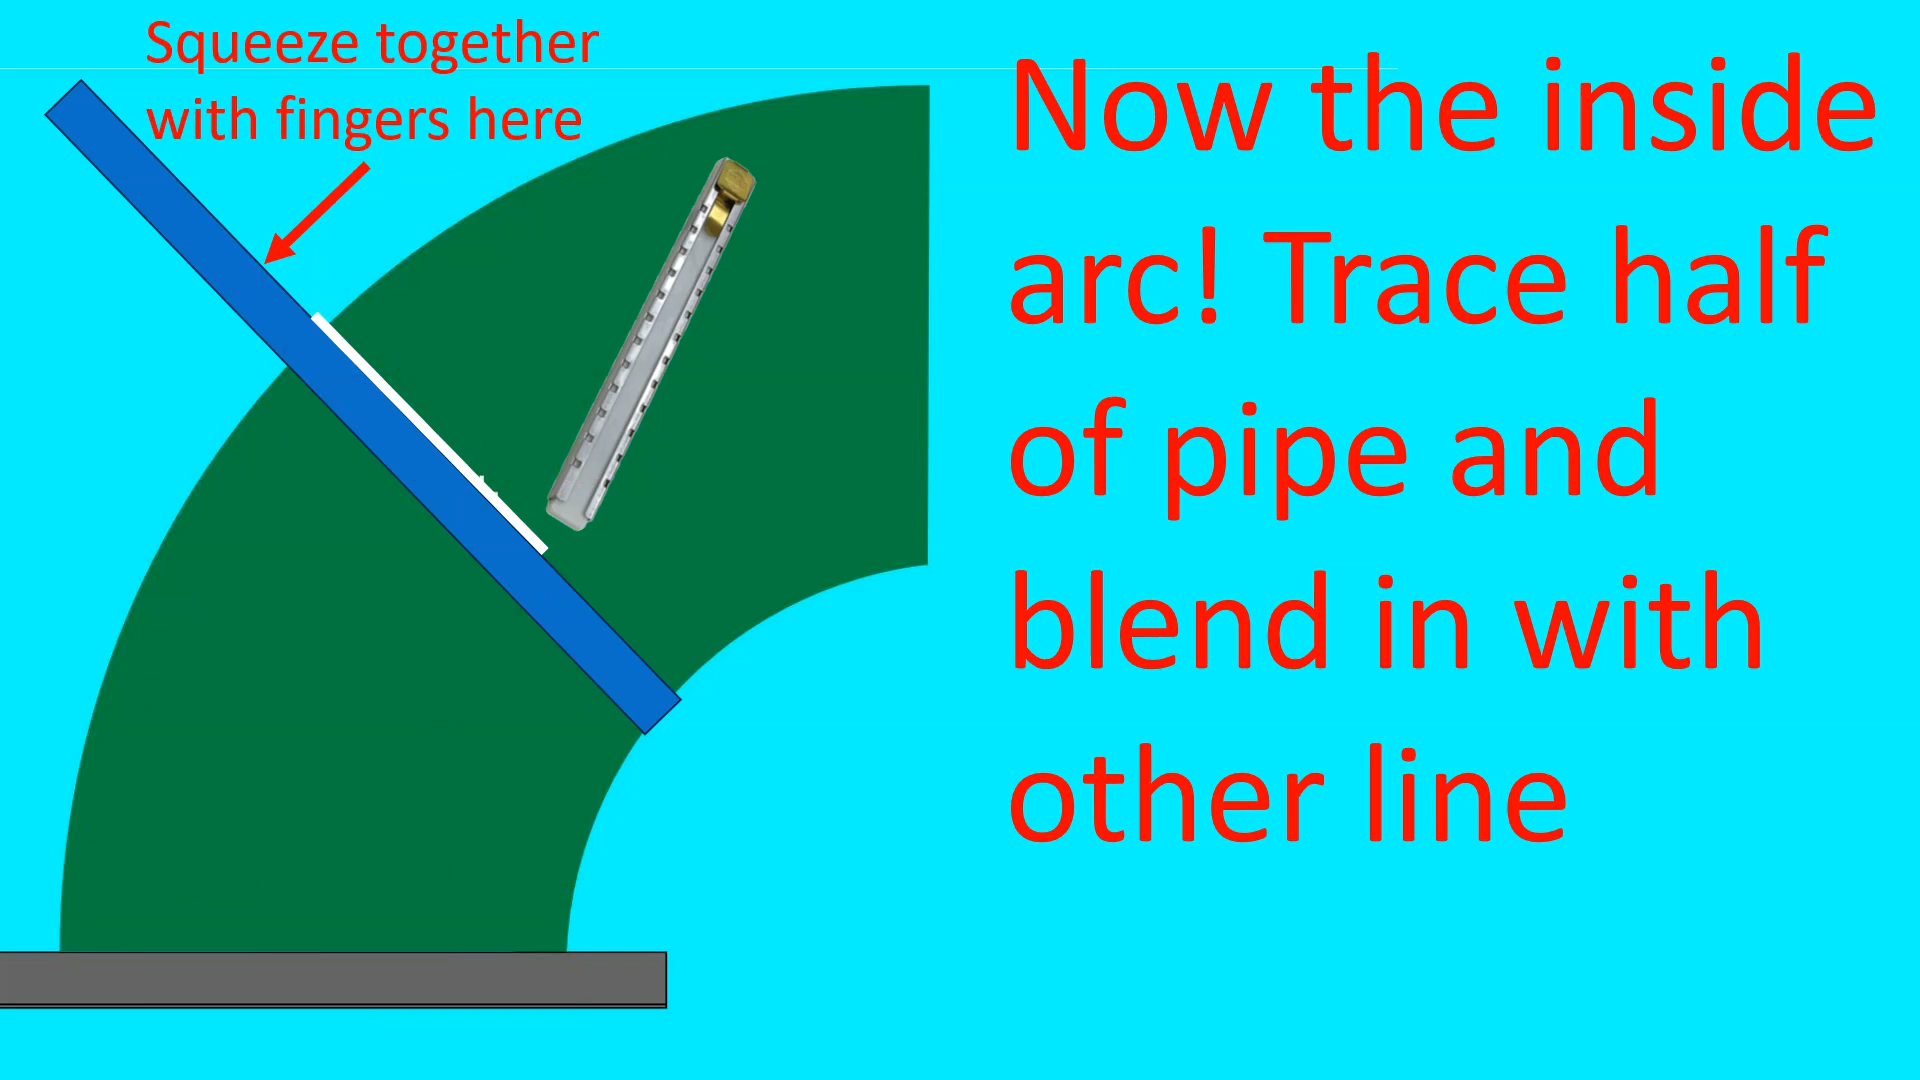 Squeeze together
with fingers here
Now the inside
arc! Trace half
of pipe and
blend in with
other line